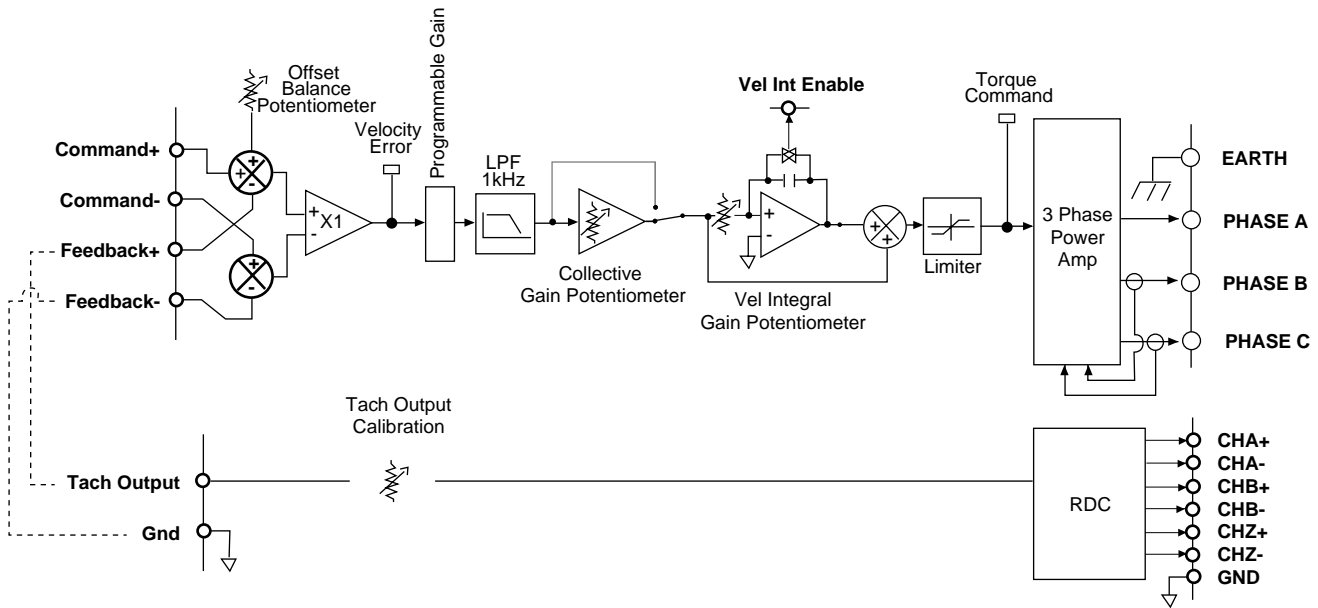 Offset
Balance
Potentiometer
Command+
Command-
Feedback+
Feedback-
+
+
-
+
-
+
-
X1
Velocity
Error
Programmable Gain
LPF
1kHz
Collective
Gain Potentiometer
Vel Int Enable
+
-
Vel Integral
Gain Potentiometer
+
+
Limiter
Torque
Command
3 Phase
Power
Amp
EARTH
PHASE A
PHASE B
PHASE C
Tach Output
Calibration
Tach Output
Gnd
RDC
CHA+
CHA-
CHB+
CHB-
CHZ+
CHZ-
GND